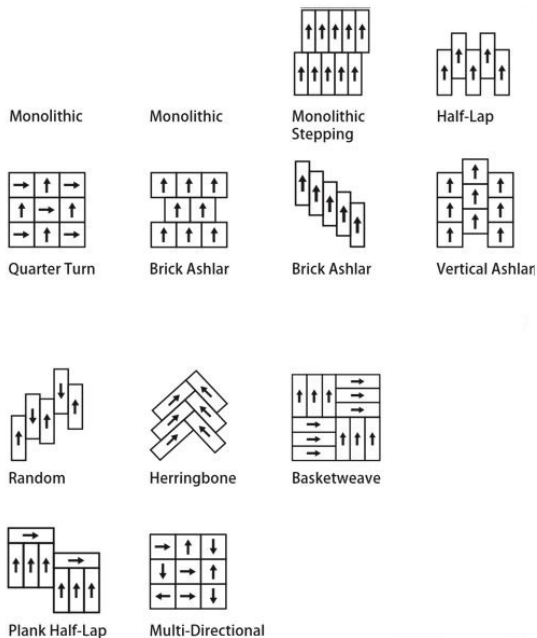 Monolithic
Monolithic
Monolithic
Stepping
Half-Lap
Quarter Turn
Brick Ashlar
Brick Ashlar
Vertical Ashlar
Random
Herringbone
Basketweave
Plank Half-Lap
Multi-Directional